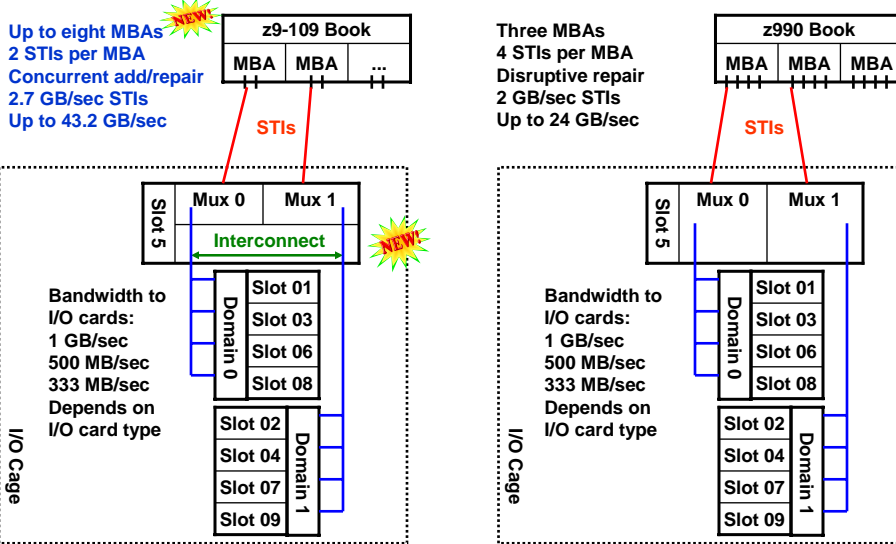 Up to eight MBAs
2 STIs per MBA
Concurrent add/repair
2.7 GB/sec STIs
Up to 43.2 GB/sec
NEW!
z9-109 Book
MBA
MBA
...
STIs
Slot 5
Mux 0
Mux 1
Interconnect
NEW!
Bandwidth to
I/O cards:
1 GB/sec
500 MB/sec
333 MB/sec
Depends on
I/O card type
Domain 0
Slot 01
Slot 03
Slot 06
Slot 08
Slot 02
Slot 04
Slot 07
Slot 09
Domain 1
I/O Cage
Three MBAs
4 STIs per MBA
Disruptive repair
2 GB/sec STIs
Up to 24 GB/sec
z990 Book
MBA
MBA
MBA
STIs
Slot 5
Mux 0
Mux 1
Bandwidth to
I/O cards:
1 GB/sec
500 MB/sec
333 MB/sec
Depends on
I/O card type
Domain 0
Slot 01
Slot 03
Slot 06
Slot 08
Slot 02
Slot 04
Slot 07
Slot 09
Domain 1
I/O Cage